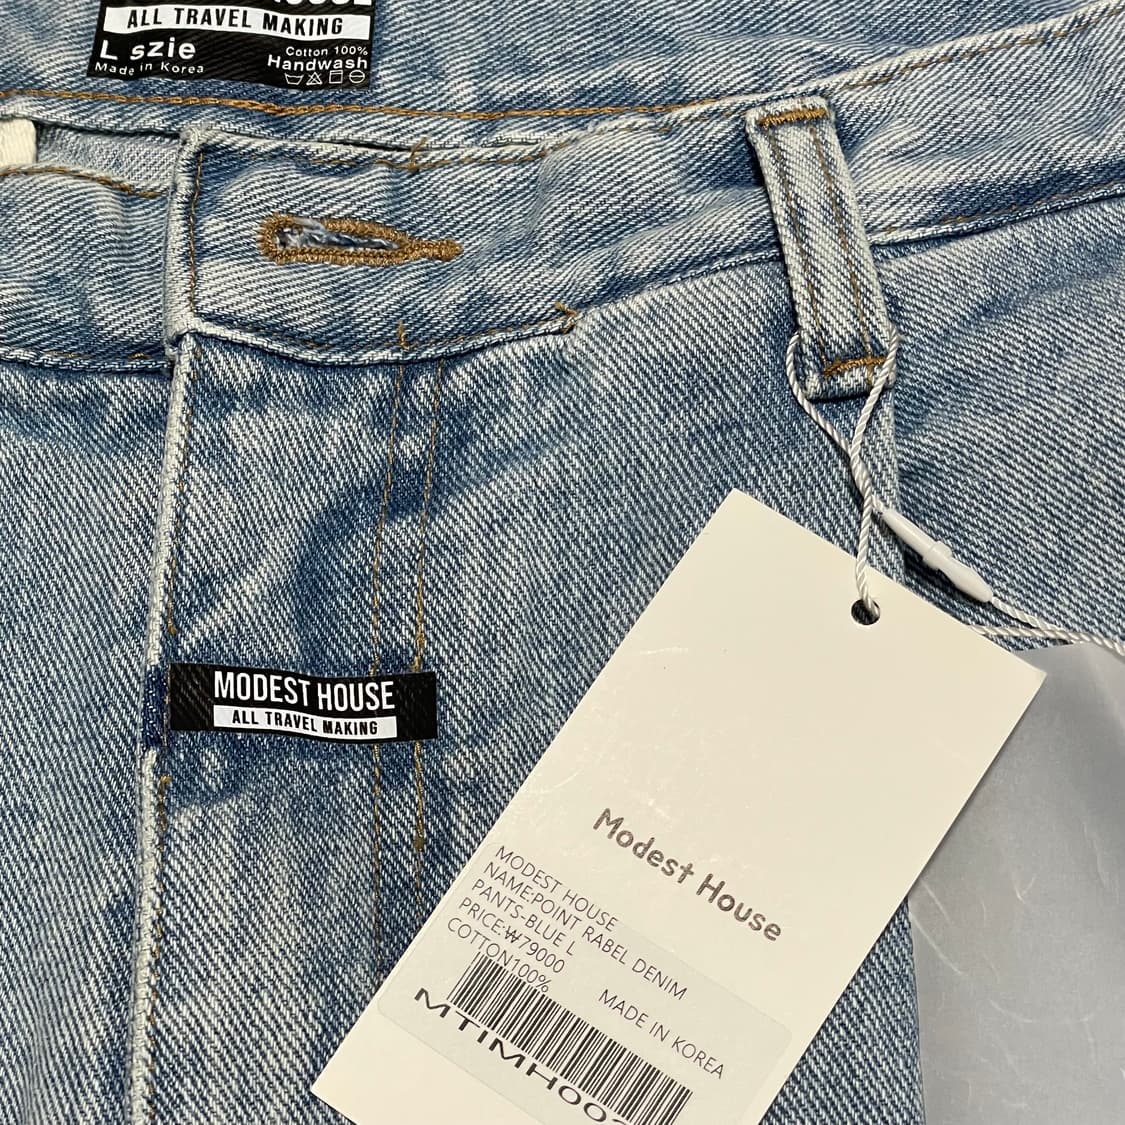 ALL TRAVEL MAKING
L szie
Made in Korea
Cotton 100%
Handwash
MODEST HOUSE
ALL TRAVEL MAKING
Modest House
MODEST HOUSE
NAME:POINT RABEL DENIM
PANTS-BLUE L
PRICE:₩79000
COTTON100%
MADE IN KOREA